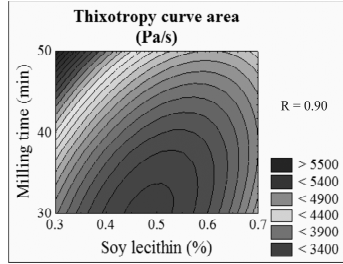 Thixotropy curve area
(Pa/s)
Milling time (min)
50
40
30
0.3 0.4 0.5 0.6 0.7
Soy lecithin (%)
R = 0.90
> 5500
< 5400
< 4900
< 4400
< 3900
< 3400